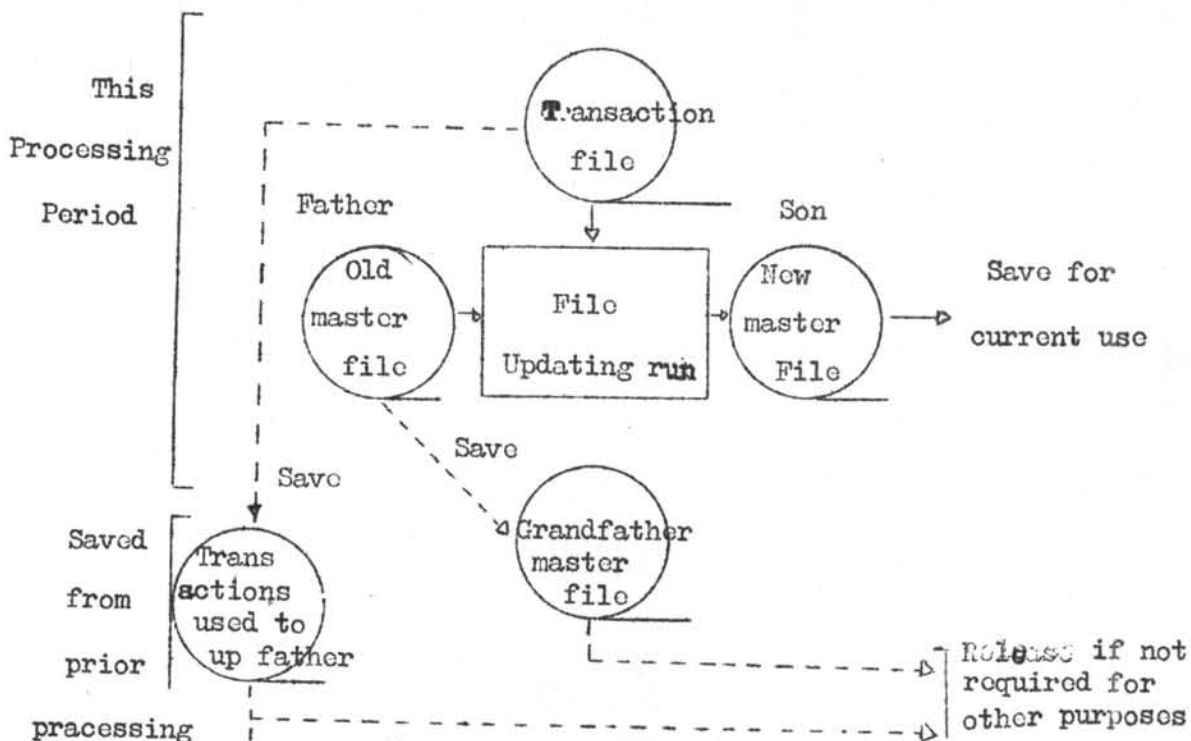 This
Processing
Period
Transaction
file
Father
Son
Old
master
file
File
Updating run
New
master
File
Save for
current use
Save
Save
Saved
from
prior
pracessing
Trans
actions
used to
up father
Grandfather
master
file
Release if not
required for
other purposes